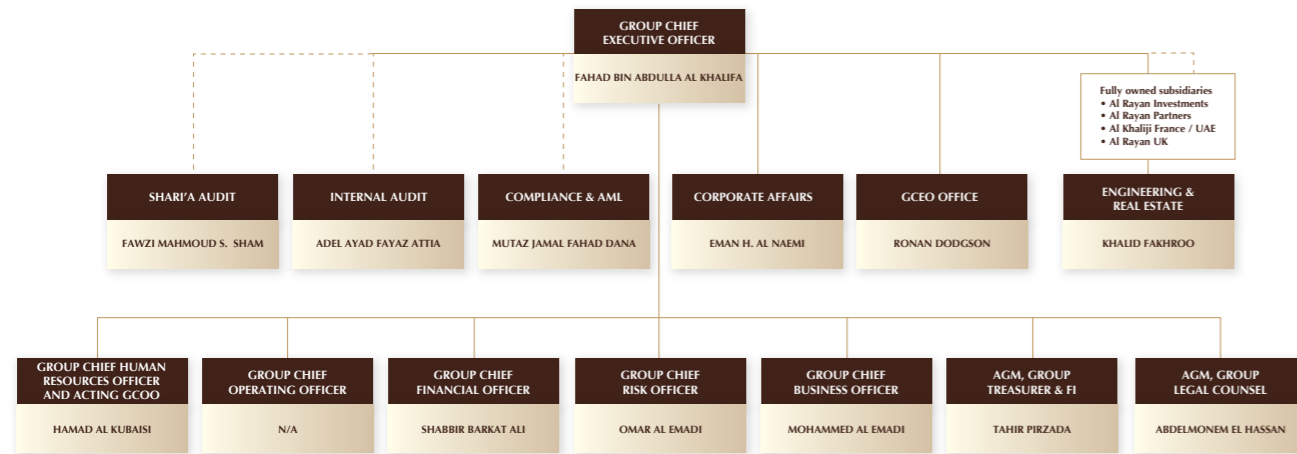 GROUP CHIEF
EXECUTIVE OFFICER
FAHAD BIN ABDULLA AL KHALIFA
Fully owned subsidiaries
• Al Rayan Investments
• Al Rayan Partners
• Al Khaliji France / UAE
• Al Rayan UK
SHARI'A AUDIT
FAWZI MAHMOUD S. SHAM
INTERNAL AUDIT
ADEL AYAD FAYAZ ATTIA
COMPLIANCE & AML
MUTAZ JAMAL FAHAD DANA
CORPORATE AFFAIRS
EMAN H. AL NAEMI
GCEO OFFICE
RONAN DODGSON
ENGINEERING &
REAL ESTATE
KHALID FAKHROO
GROUP CHIEF HUMAN
RESOURCES OFFICER
AND ACTING GCOO
HAMAD AL KUBAISI
GROUP CHIEF
OPERATING OFFICER
N/A
GROUP CHIEF
FINANCIAL OFFICER
SHABBIR BARKAT ALI
GROUP CHIEF
RISK OFFICER
OMAR AL EMADI
GROUP CHIEF
BUSINESS OFFICER
MOHAMMED AL EMADI
AGM, GROUP
TREASURER & FI
TAHIR PIRZADA
AGM, GROUP
LEGAL COUNSEL
ABDELMONEM EL HASSAN